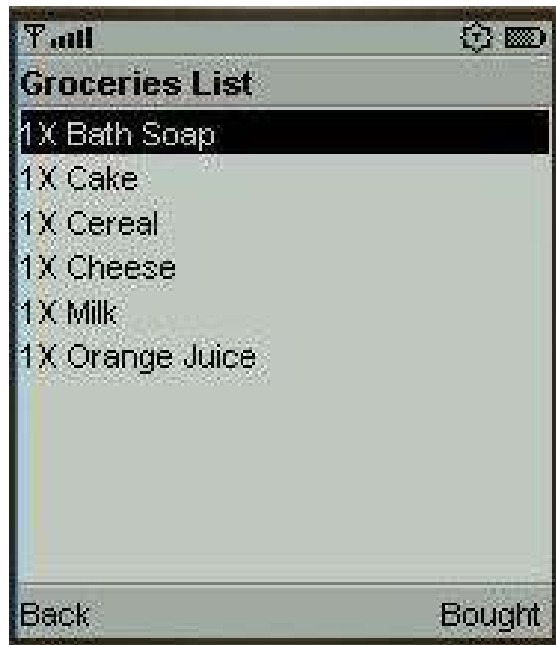 Groceries List
1X Bath Soap
1X Cake
1X Cereal
1X Cheese
1X Milk
1X Orange Juice
Back Bought